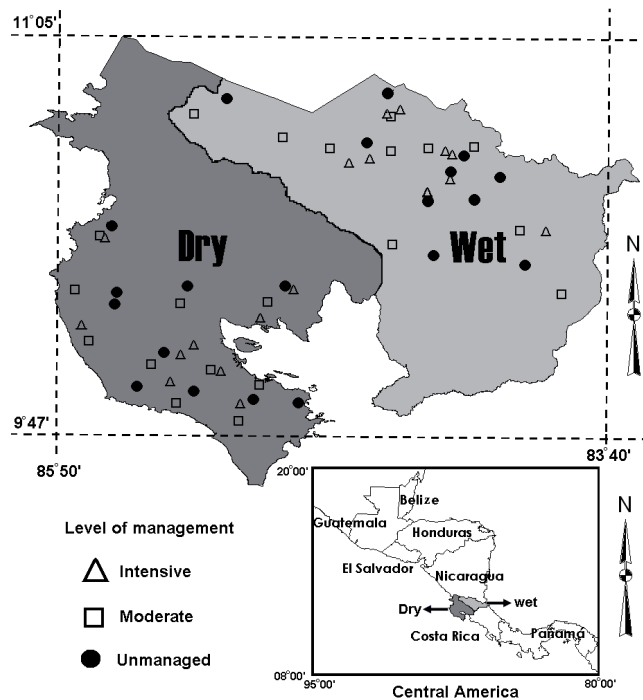 11°05'
Dry
Wet
N
9°47'
85°50'
83°40'
Level of management
Intensive
Moderate
Unmanaged
20°00'
Belize
Guatemala
Honduras
El Salvador
Nicaragua
Dry
wet
Costa Rica
Pañamá
08°00'
95°00'
80°00'
Central America
N